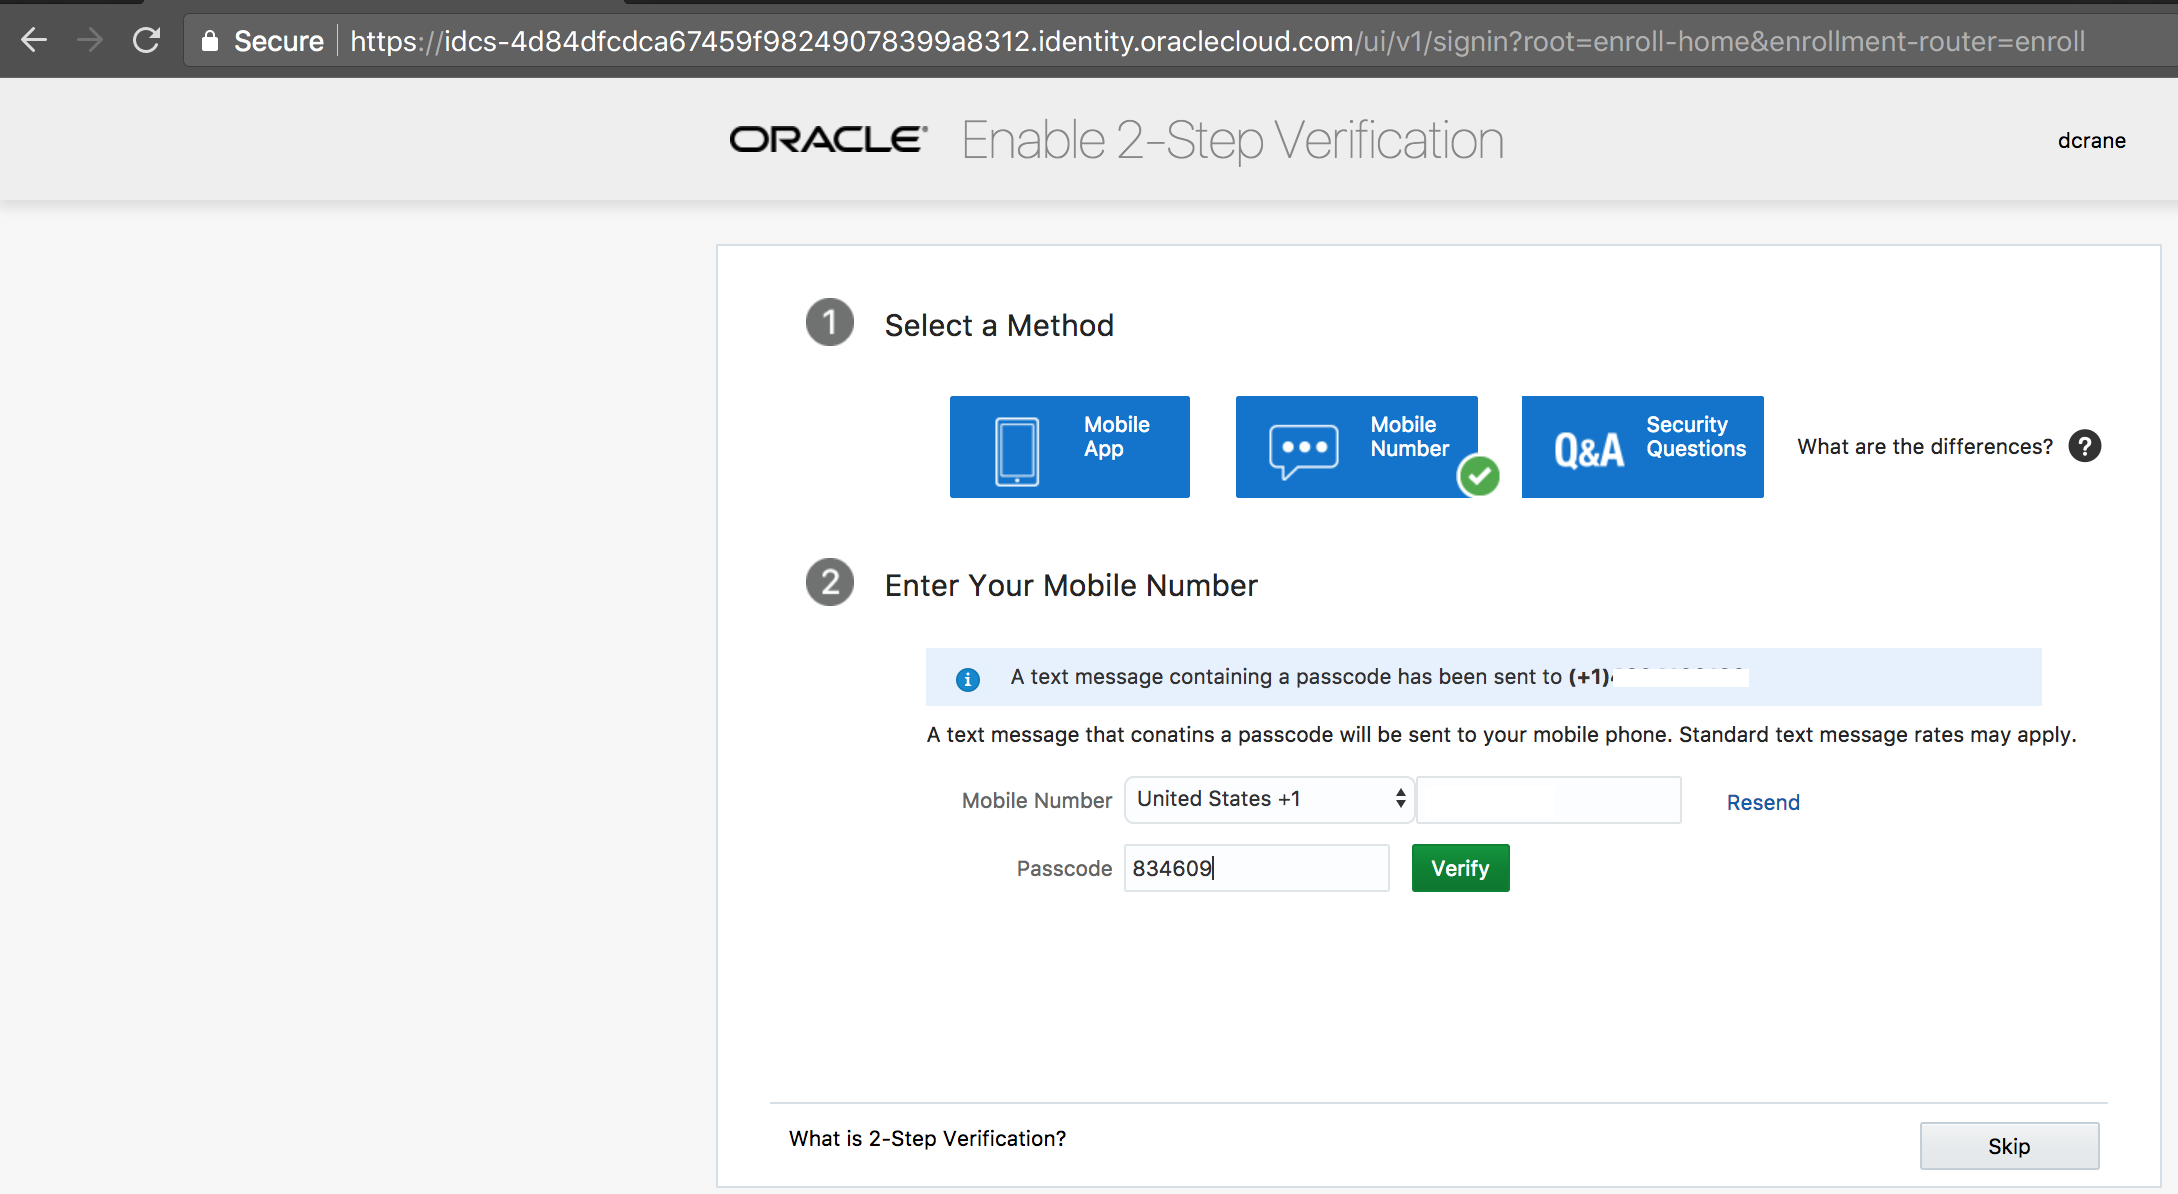 Secure https://idcs-4d84dfcdca67459f98249078399a8312.identity.oraclecloud.com/ui/v1/signin?root=enroll-home&enrollment-router=enroll
ORACLE® Enable 2-Step Verification
dcrane
1 Select a Method
Mobile App
Mobile Number
Q&A Security Questions
What are the differences? ?
2 Enter Your Mobile Number
i A text message containing a passcode has been sent to (+1)
A text message that conatins a passcode will be sent to your mobile phone. Standard text message rates may apply.
Mobile Number United States +1 Resend
Passcode 834609 Verify
What is 2-Step Verification?
Skip